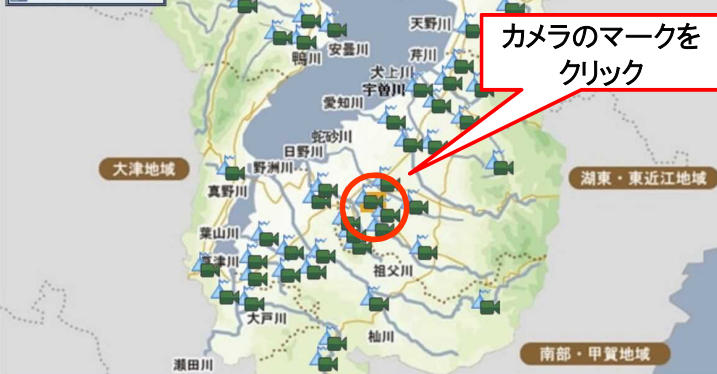 天野川
カメラのマークを
クリック
安曇川
鴨川
芹川
犬上川
宇曽川
愛知川
蛇砂川
日野川
野洲川
大津地域
湖東・東近江地域
真野川
葉山川
草津川
祖父川
大戸川
杣川
南部・甲賀地域
瀬田川